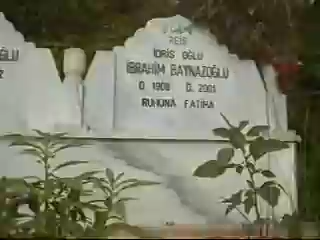 REİS
İDRİS OĞLU
İBRAHİM BAYNAZOĞLU
D. 1908 Ö. 2001
RUHUNA FATİHA